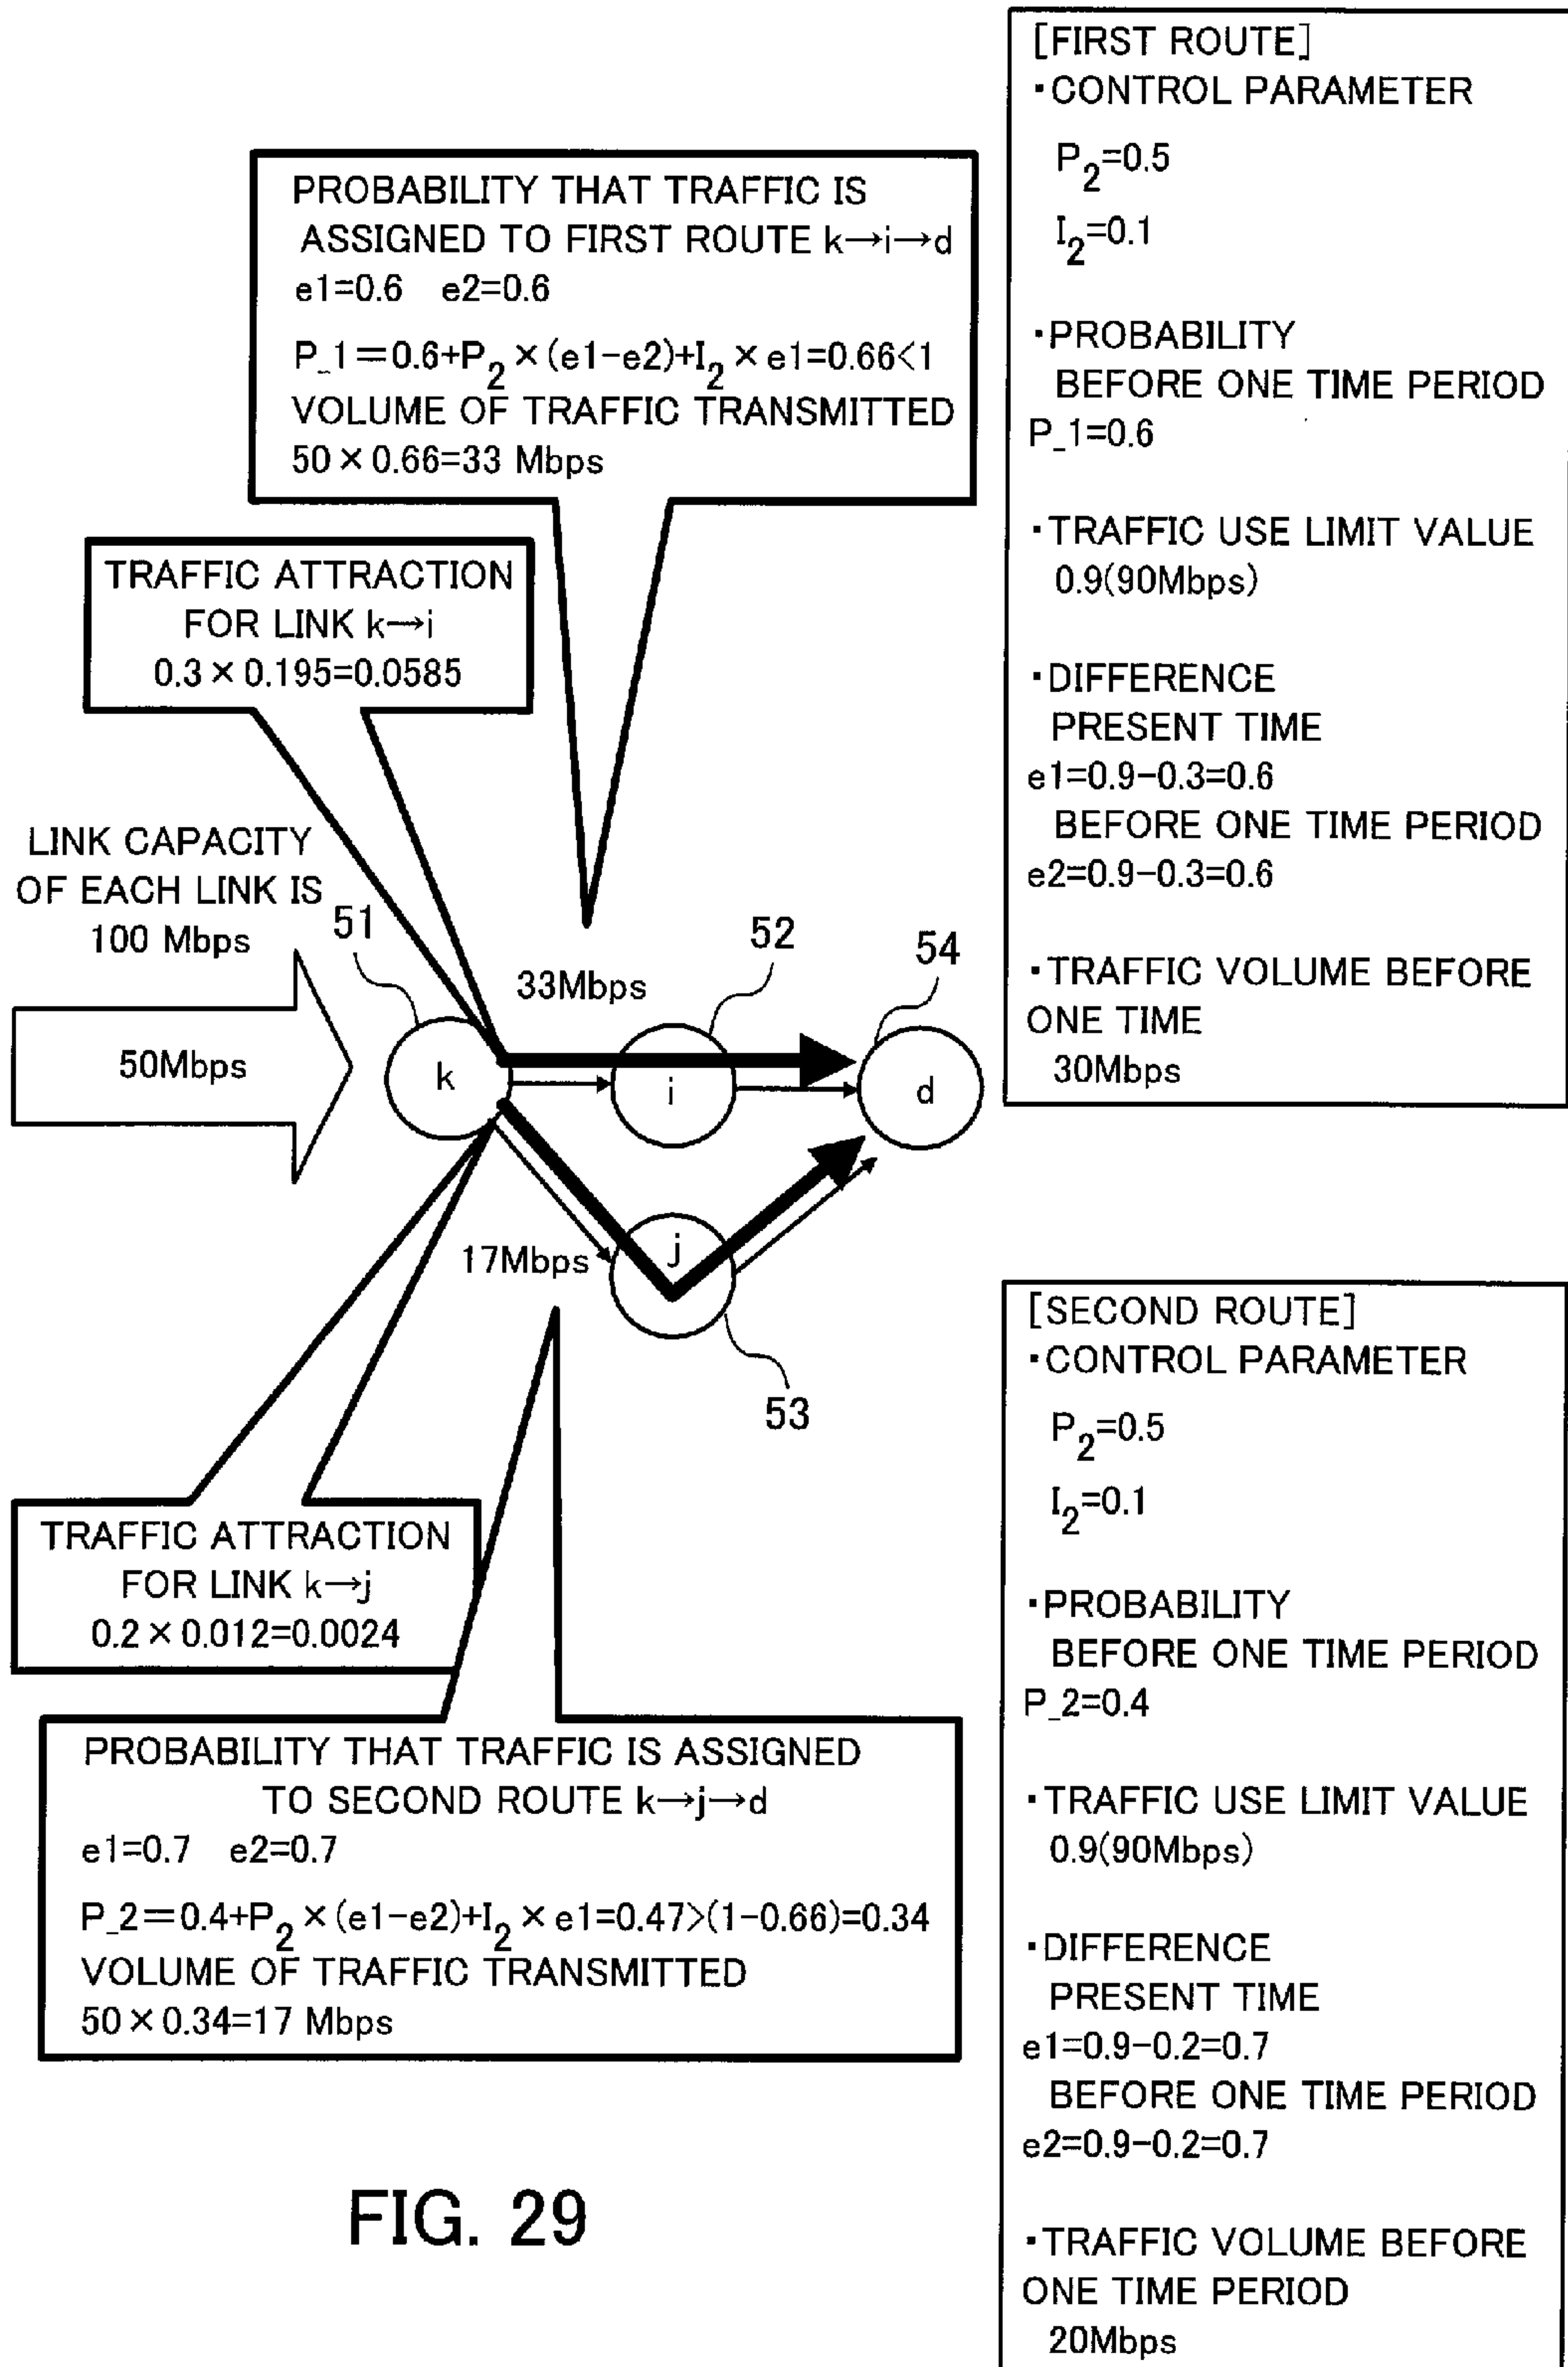 [FIRST ROUTE]
▪CONTROL PARAMETER
P2=0.5
I2=0.1
▪PROBABILITY
BEFORE ONE TIME PERIOD
P_1=0.6
▪TRAFFIC USE LIMIT VALUE
0.9(90Mbps)
▪DIFFERENCE
PRESENT TIME
e1=0.9-0.3=0.6
BEFORE ONE TIME PERIOD
e2=0.9-0.3=0.6
▪TRAFFIC VOLUME BEFORE
ONE TIME
30Mbps
PROBABILITY THAT TRAFFIC IS
ASSIGNED TO FIRST ROUTE k→i→d
e1=0.6 e2=0.6
P_1=0.6+P2×(e1-e2)+I2×e1=0.66<1
VOLUME OF TRAFFIC TRANSMITTED
50×0.66=33 Mbps
TRAFFIC ATTRACTION
FOR LINK k→i
0.3×0.195=0.0585
LINK CAPACITY
OF EACH LINK IS
100 Mbps
51
52
54
33Mbps
50Mbps
k
i
d
17Mbps
j
53
TRAFFIC ATTRACTION
FOR LINK k→j
0.2×0.012=0.0024
PROBABILITY THAT TRAFFIC IS ASSIGNED
TO SECOND ROUTE k→j→d
e1=0.7 e2=0.7
P_2=0.4+P2×(e1-e2)+I2×e1=0.47>(1-0.66)=0.34
VOLUME OF TRAFFIC TRANSMITTED
50×0.34=17 Mbps
[SECOND ROUTE]
▪CONTROL PARAMETER
P2=0.5
I2=0.1
▪PROBABILITY
BEFORE ONE TIME PERIOD
P_2=0.4
▪TRAFFIC USE LIMIT VALUE
0.9(90Mbps)
▪DIFFERENCE
PRESENT TIME
e1=0.9-0.2=0.7
BEFORE ONE TIME PERIOD
e2=0.9-0.2=0.7
▪TRAFFIC VOLUME BEFORE
ONE TIME PERIOD
20Mbps
FIG. 29